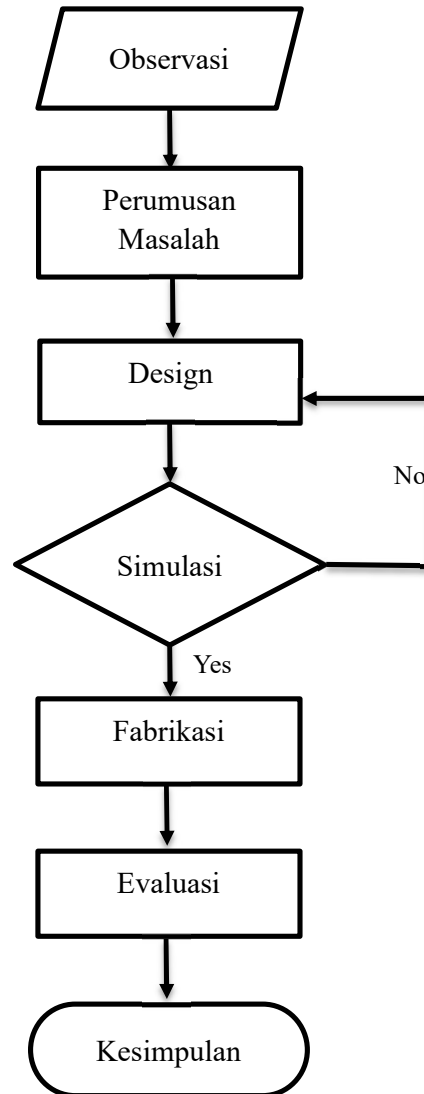 Observasi
Perumusan
Masalah
Design
No
Simulasi
Yes
Fabrikasi
Evaluasi
Kesimpulan